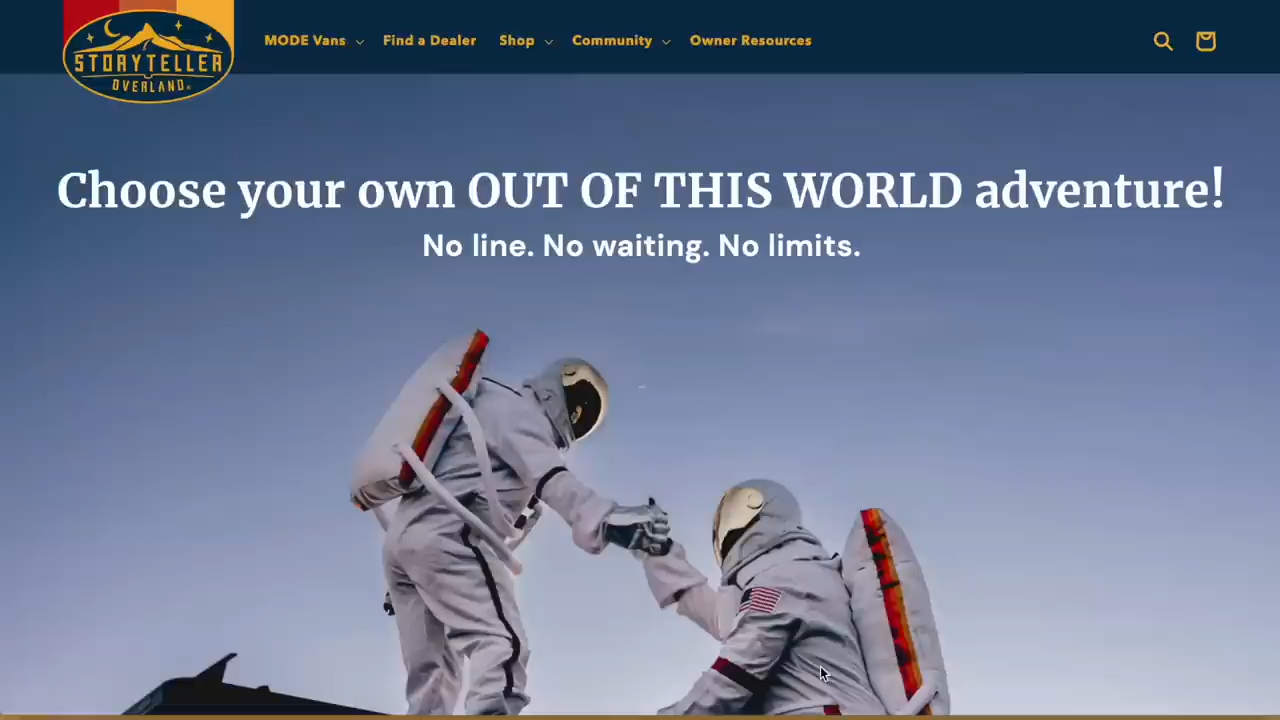 STORYTELLER
OVERLAND
MODE Vans
Find a Dealer
Shop
Community
Owner Resources
Choose your own OUT OF THIS WORLD adventure!
No line. No waiting. No limits.